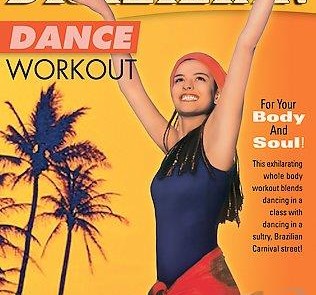 DANCE
WORKOUT
For Your
Body
And
Soul!
This exhilarating
whole body
workout blends
dancing in a
class with
dancing in a
sultry, Brazilian
Carnival street!